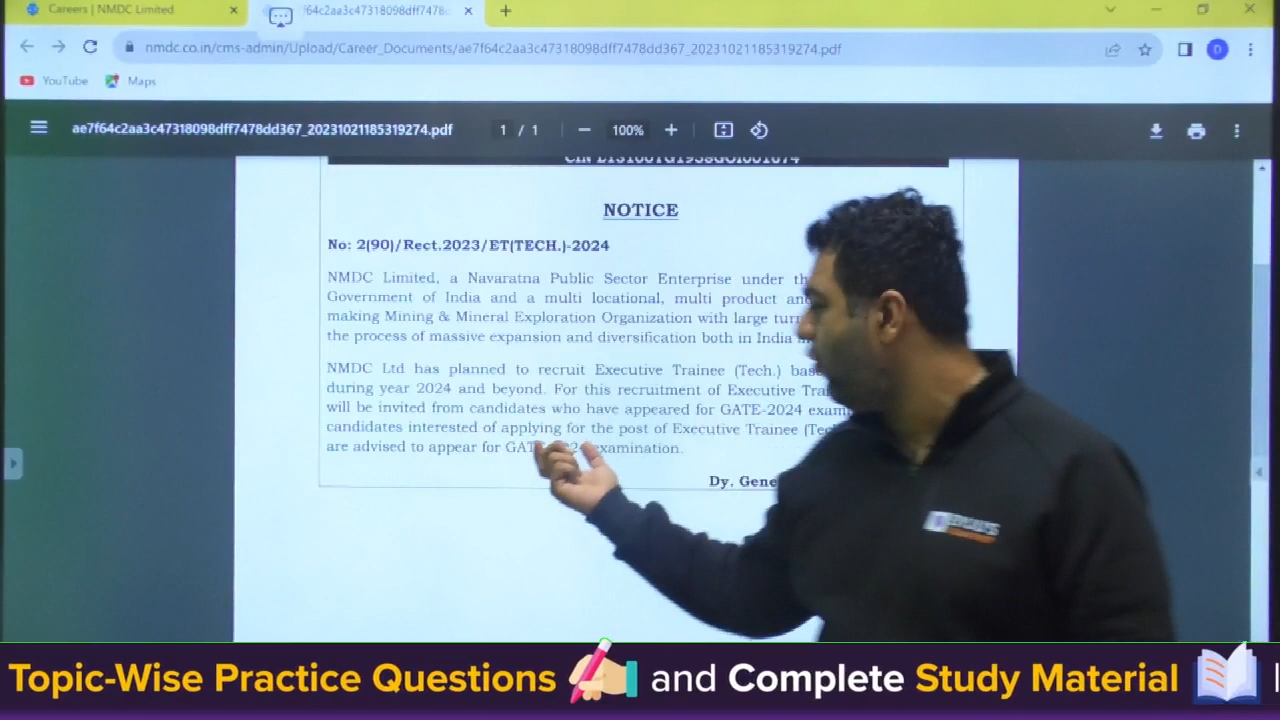 Careers | NMDC Limited
f64c2aa3c47318098dff7478c
nmdc.co.in/cms-admin/Upload/Career_Documents/ae7f64c2aa3c47318098dff7478dd367_20231021185319274.pdf
YouTube Maps
ae7f64c2aa3c47318098dff7478dd367_20231021185319274.pdf 1 / 1 100%
NOTICE
No: 2(90)/Rect.2023/ET(TECH.)-2024
NMDC Limited, a Navaratna Public Sector Enterprise under th
Government of India and a multi locational, multi product an
making Mining & Mineral Exploration Organization with large tur
the process of massive expansion and diversification both in India
NMDC Ltd has planned to recruit Executive Trainee (Tech.) bas
during year 2024 and beyond. For this recruitment of Executive Tra
will be invited from candidates who have appeared for GATE-2024 exam
candidates interested of applying for the post of Executive Trainee (Tec
are advised to appear for GAT examination.
Dy. Gene
Topic-Wise Practice Questions and Complete Study Material